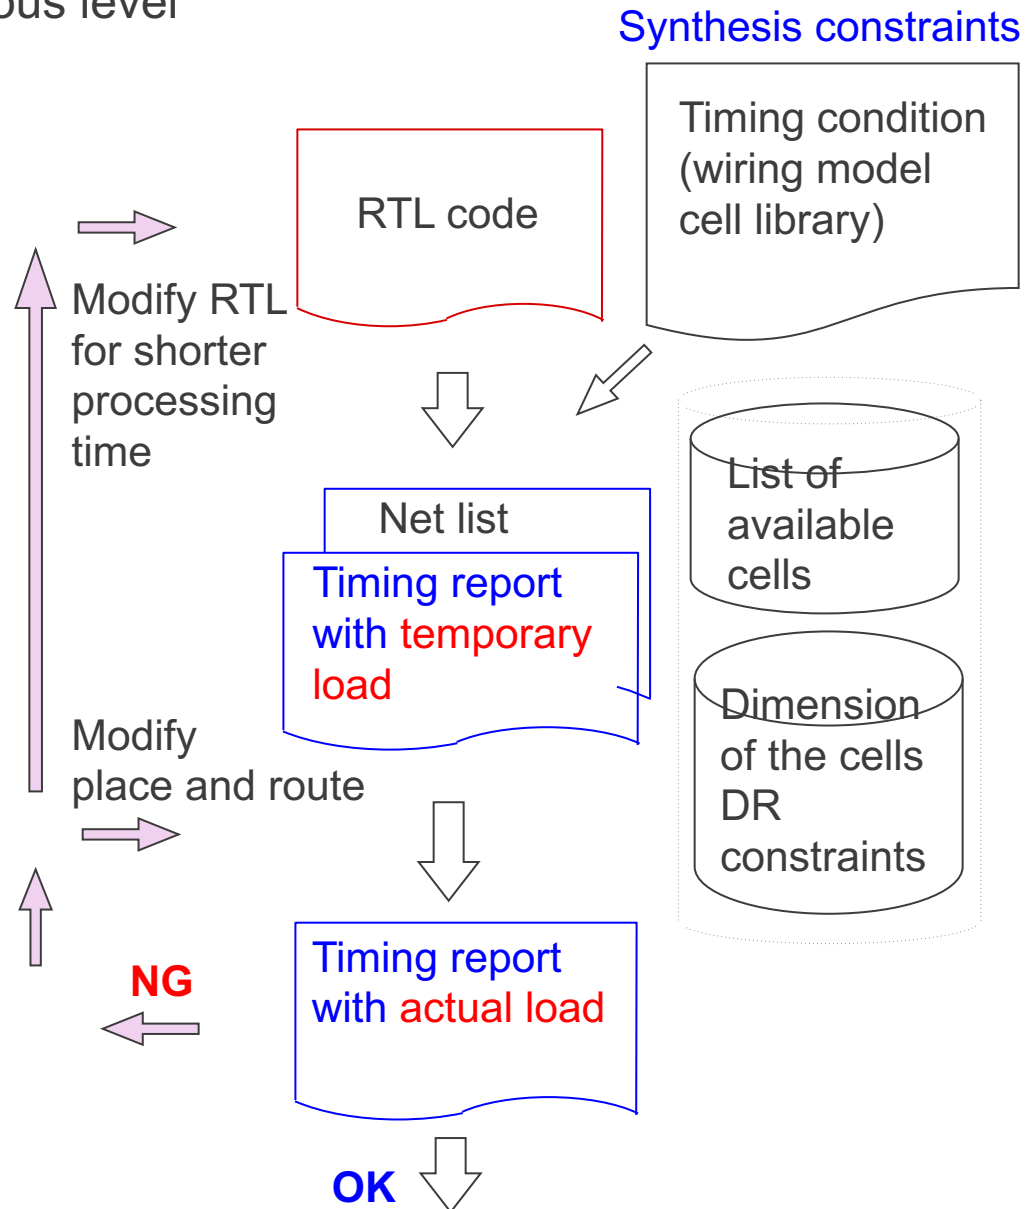 Synthesis constraints
Timing condition
(wiring model
cell library)
RTL code
Modify RTL
for shorter
processing
time
List of
available
cells
Net list
Timing report
with temporary
load
Dimension
of the cells
DR
constraints
Modify
place and route
Timing report
with actual load
NG
OK